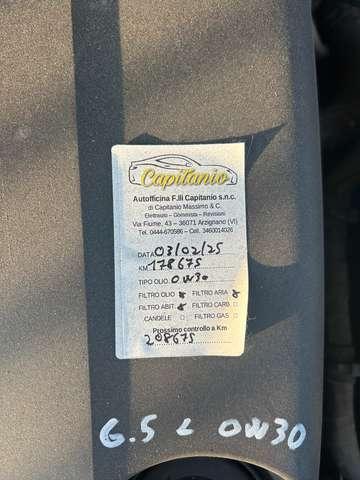 Capitanio
Autofficina F.lli Capitanio s.n.c.
di Capitanio Massimo & C.
Elettrauto – Gommista – Revisioni
Via Fiume, 43 – 36071 Arzignano (VI)
Tel. 0444-670586 – Cell. 3460014026
DATA 03/02/25
KM 178675
TIPO OLIO 0W30
FILTRO OLIO FILTRO ARIA
FILTRO ABIT FILTRO CARB
CANDELE FILTRO GAS
Prossimo controllo a Km
208675
6.5 L 0W30